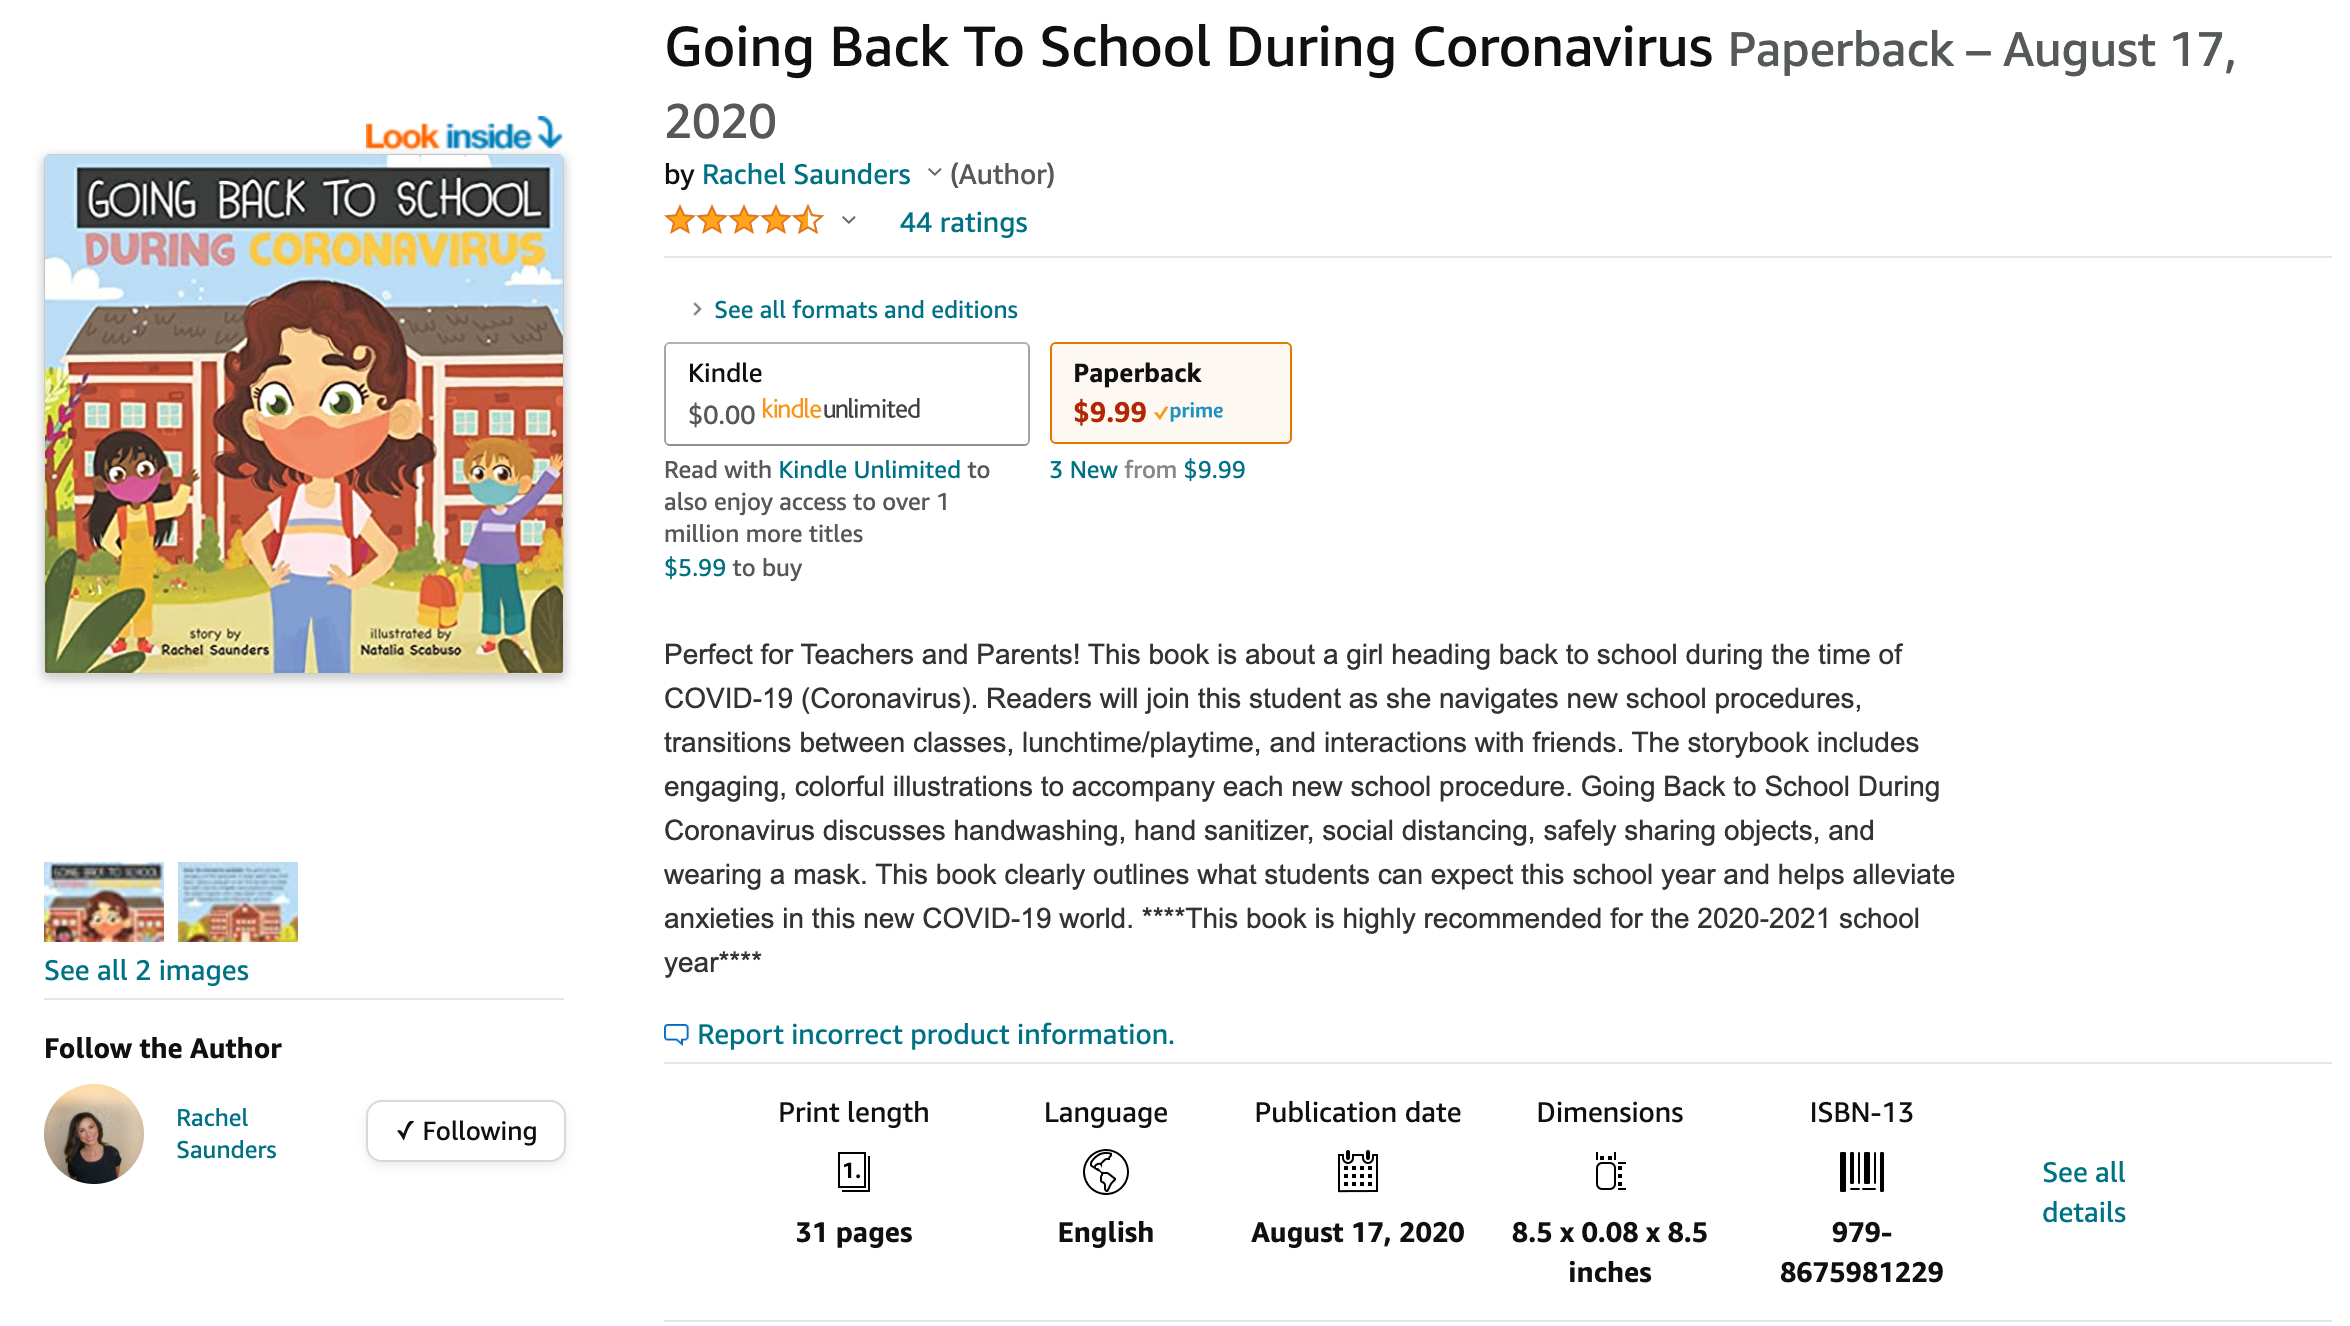 Going Back To School During Coronavirus Paperback – August 17,
2020
by Rachel Saunders (Author)
44 ratings
Look inside
GOING BACK TO SCHOOL
DURING CORONAVIRUS
story by
Rachel Saunders
illustrated by
Natalia Scabuso
See all formats and editions
Kindle
$0.00 kindleunlimited
Read with Kindle Unlimited to
also enjoy access to over 1
million more titles
$5.99 to buy
Paperback
$9.99 prime
3 New from $9.99
Perfect for Teachers and Parents! This book is about a girl heading back to school during the time of
COVID-19 (Coronavirus). Readers will join this student as she navigates new school procedures,
transitions between classes, lunchtime/playtime, and interactions with friends. The storybook includes
engaging, colorful illustrations to accompany each new school procedure. Going Back to School During
Coronavirus discusses handwashing, hand sanitizer, social distancing, safely sharing objects, and
wearing a mask. This book clearly outlines what students can expect this school year and helps alleviate
anxieties in this new COVID-19 world. ****This book is highly recommended for the 2020-2021 school
year****
Report incorrect product information.
GOING BACK TO SCHOOL
See all 2 images
Follow the Author
Rachel
Saunders
✓ Following
Print length
1.
31 pages
Language
English
Publication date
August 17, 2020
Dimensions
8.5 x 0.08 x 8.5
inches
ISBN-13
979-
8675981229
See all
details